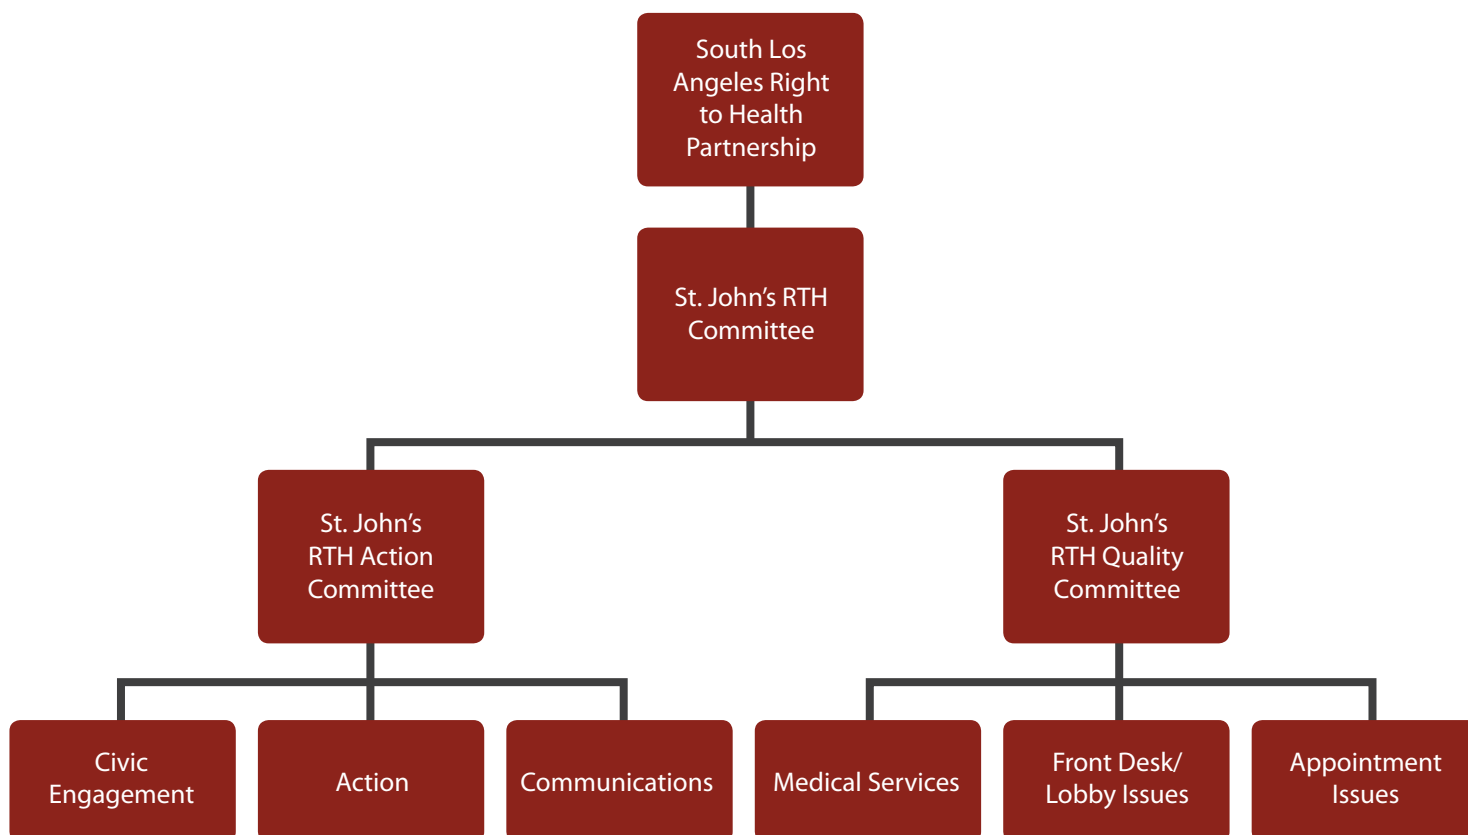 South Los
Angeles Right
to Health
Partnership
St. John’s RTH
Committee
St. John’s
RTH Action
Committee
St. John’s
RTH Quality
Committee
Civic
Engagement
Action
Communications
Medical Services
Front Desk/
Lobby Issues
Appointment
Issues